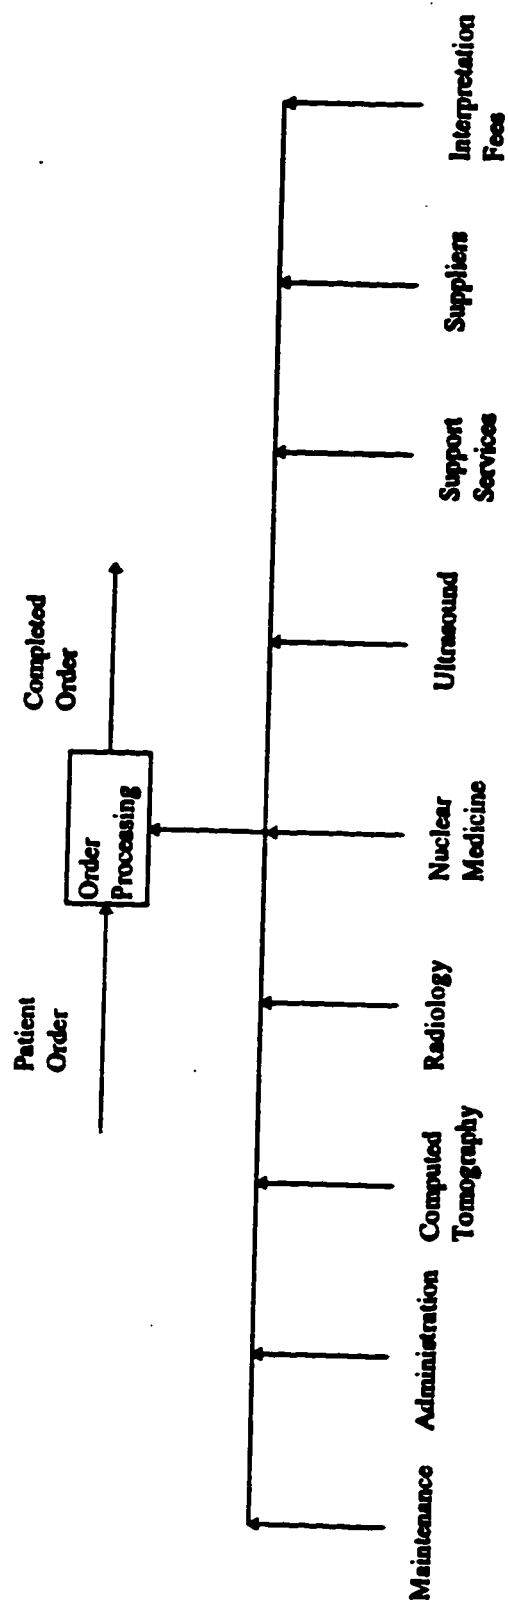 Patient
Order
Order
Processing
Completed
Order
Maintenance
Administration
Computed
Tomography
Radiology
Nuclear
Medicine
Ultrasound
Support
Services
Suppliers
Interpretation
Fees